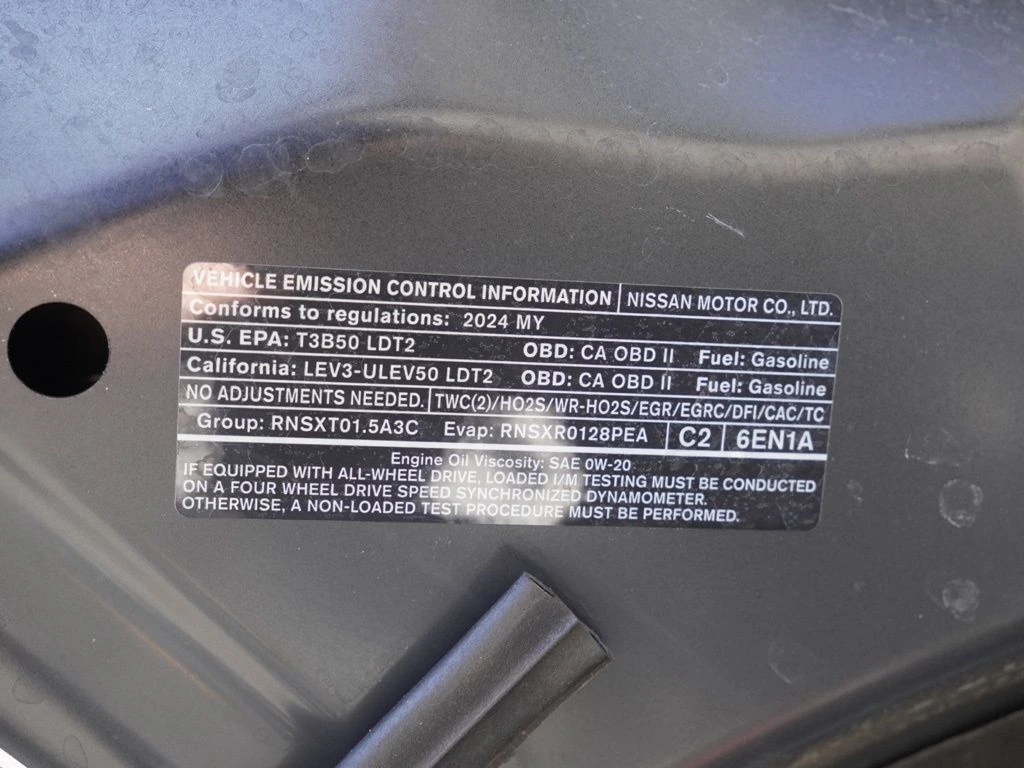 VEHICLE EMISSION CONTROL INFORMATION NISSAN MOTOR CO., LTD.
Conforms to regulations: 2024 MY
U.S. EPA: T3B50 LDT2 OBD: CA OBD II Fuel: Gasoline
California: LEV3-ULEV50 LDT2 OBD: CA OBD II Fuel: Gasoline
NO ADJUSTMENTS NEEDED. TWC(2)/HO2S/WR-HO2S/EGR/EGRC/DFI/CAC/TC
Group: RNSXT01.5A3C Evap: RNSXR0128PEA C2 6EN1A
Engine Oil Viscosity: SAE 0W-20
IF EQUIPPED WITH ALL-WHEEL DRIVE, LOADED I/M TESTING MUST BE CONDUCTED
ON A FOUR WHEEL DRIVE SPEED SYNCHRONIZED DYNAMOMETER.
OTHERWISE, A NON-LOADED TEST PROCEDURE MUST BE PERFORMED.